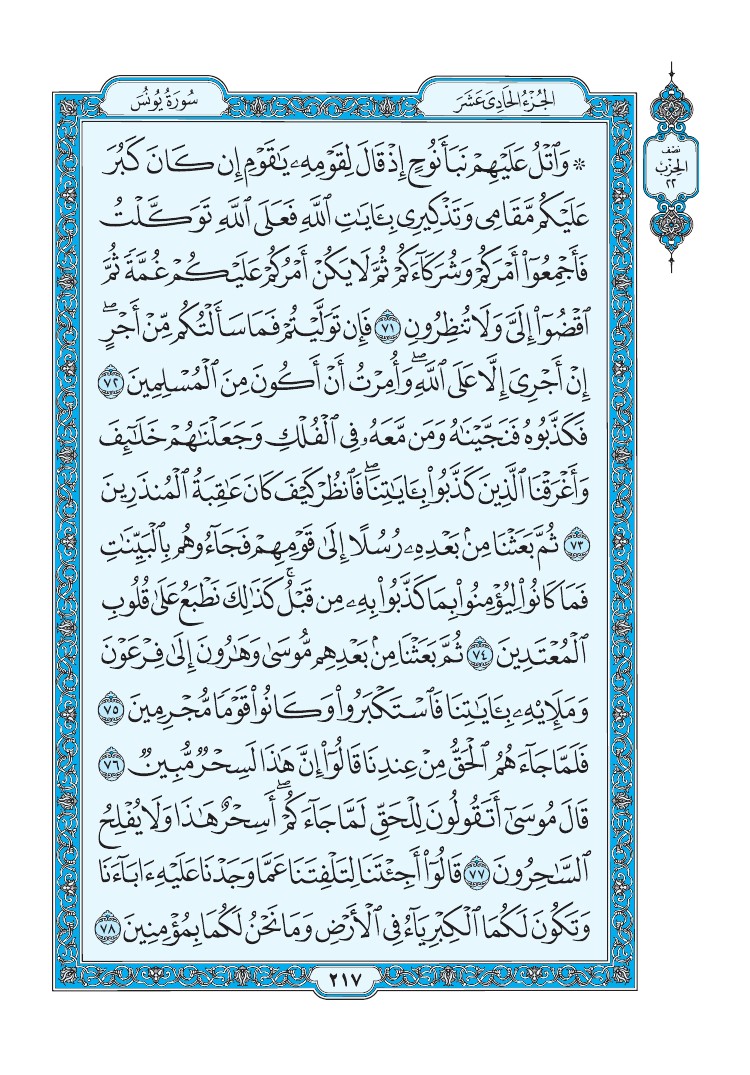 سُورَةُ يُونُسَ
الجُزْءُ الحَادِىَ عَشَرَ
نصف
الحِزْب
٢٢
۞ وَٱتْلُ عَلَيْهِمْ نَبَأَ نُوحٍ إِذْ قَالَ لِقَوْمِهِۦ يَٰقَوْمِ إِن كَانَ كَبُرَ
عَلَيْكُم مَّقَامِى وَتَذْكِيرِى بِـَٔايَٰتِ ٱللَّهِ فَعَلَى ٱللَّهِ تَوَكَّلْتُ
فَأَجْمِعُوٓا۟ أَمْرَكُمْ وَشُرَكَآءَكُمْ ثُمَّ لَا يَكُنْ أَمْرُكُمْ عَلَيْكُمْ غُمَّةً ثُمَّ
ٱقْضُوٓا۟ إِلَىَّ وَلَا تُنظِرُونِ ٧١ فَإِن تَوَلَّيْتُمْ فَمَا سَأَلْتُكُم مِّنْ أَجْرٍ ۖ
إِنْ أَجْرِىَ إِلَّا عَلَى ٱللَّهِ ۖ وَأُمِرْتُ أَنْ أَكُونَ مِنَ ٱلْمُسْلِمِينَ ٧٢
فَكَذَّبُوهُ فَنَجَّيْنَٰهُ وَمَن مَّعَهُۥ فِى ٱلْفُلْكِ وَجَعَلْنَٰهُمْ خَلَٰٓئِفَ
وَأَغْرَقْنَا ٱلَّذِينَ كَذَّبُوا۟ بِـَٔايَٰتِنَا ۖ فَٱنظُرْ كَيْفَ كَانَ عَٰقِبَةُ ٱلْمُنذَرِينَ
٧٣ ثُمَّ بَعَثْنَا مِنۢ بَعْدِهِۦ رُسُلًا إِلَىٰ قَوْمِهِمْ فَجَآءُوهُم بِٱلْبَيِّنَٰتِ
فَمَا كَانُوا۟ لِيُؤْمِنُوا۟ بِمَا كَذَّبُوا۟ بِهِۦ مِن قَبْلُ ۚ كَذَٰلِكَ نَطْبَعُ عَلَىٰ قُلُوبِ
ٱلْمُعْتَدِينَ ٧٤ ثُمَّ بَعَثْنَا مِنۢ بَعْدِهِم مُّوسَىٰ وَهَٰرُونَ إِلَىٰ فِرْعَوْنَ
وَمَلَإِي۟هِۦ بِـَٔايَٰتِنَا فَٱسْتَكْبَرُوا۟ وَكَانُوا۟ قَوْمًا مُّجْرِمِينَ ٧٥
فَلَمَّا جَآءَهُمُ ٱلْحَقُّ مِنْ عِندِنَا قَالُوٓا۟ إِنَّ هَٰذَا لَسِحْرٌ مُّبِينٌ ٧٦
قَالَ مُوسَىٰٓ أَتَقُولُونَ لِلْحَقِّ لَمَّا جَآءَكُمْ ۖ أَسِحْرٌ هَٰذَا وَلَا يُفْلِحُ
ٱلسَّٰحِرُونَ ٧٧ قَالُوٓا۟ أَجِئْتَنَا لِتَلْفِتَنَا عَمَّا وَجَدْنَا عَلَيْهِ ءَابَآءَنَا
وَتَكُونَ لَكُمَا ٱلْكِبْرِيَآءُ فِى ٱلْأَرْضِ وَمَا نَحْنُ لَكُمَا بِمُؤْمِنِينَ ٧٨
٢١٧